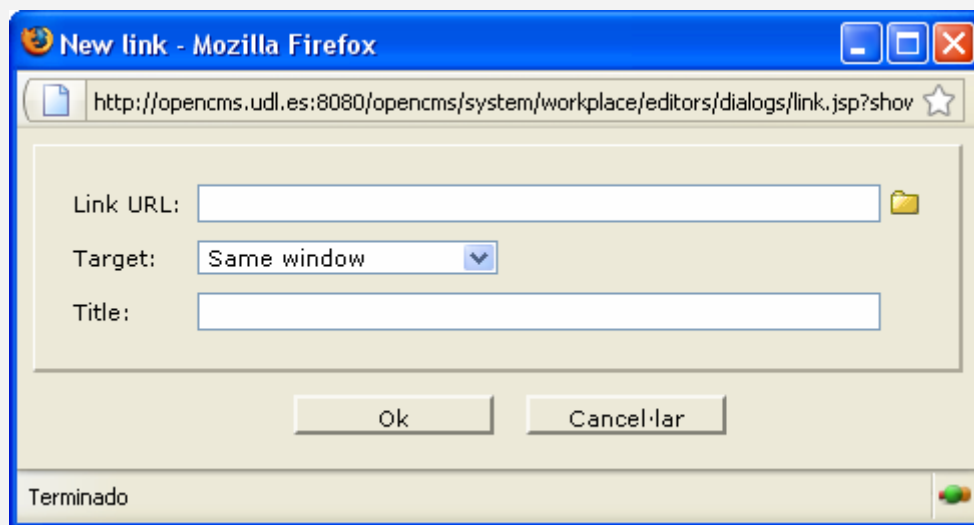 New link - Mozilla Firefox
http://opencms.udl.es:8080/opencms/system/workplace/editors/dialogs/link.jsp?show
Link URL:
Target: Same window
Title:
Ok Cancel·lar
Terminado